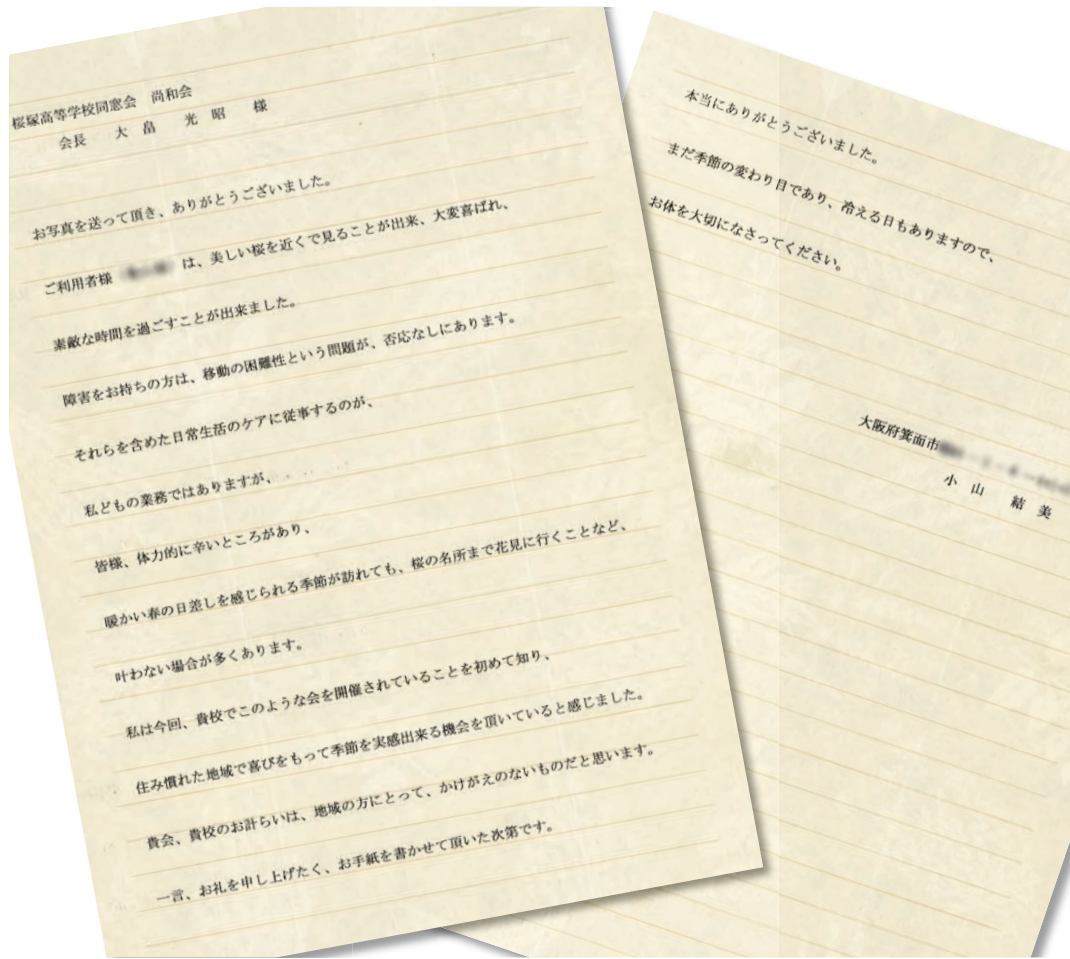 桜塚高等学校同窓会　尚和会
会長　大　畠　光　昭　様
お写真を送って頂き、ありがとうございました。
ご利用者様　は、美しい桜を近くで見ることが出来、大変喜ばれ、
素敵な時間を過ごすことが出来ました。
障害をお持ちの方は、移動の困難性という問題が、否応なしにあります。
それらを含めた日常生活のケアに従事するのが、
私どもの業務ではありますが、
皆様、体力的に辛いところがあり、
暖かい春の日差しを感じられる季節が訪れても、桜の名所まで花見に行くことなど、
叶わない場合が多くあります。
私は今回、貴校でこのような会を開催されていることを初めて知り、
住み慣れた地域で喜びをもって季節を実感出来る機会を頂いていると感じました。
貴会、貴校のお計らいは、地域の方にとって、かけがえのないものだと思います。
一言、お礼を申し上げたく、お手紙を書かせて頂いた次第です。
本当にありがとうございました。
まだ季節の変わり目であり、冷える日もありますので、
お体を大切になさってください。
大阪府箕面市
小　山　結　美